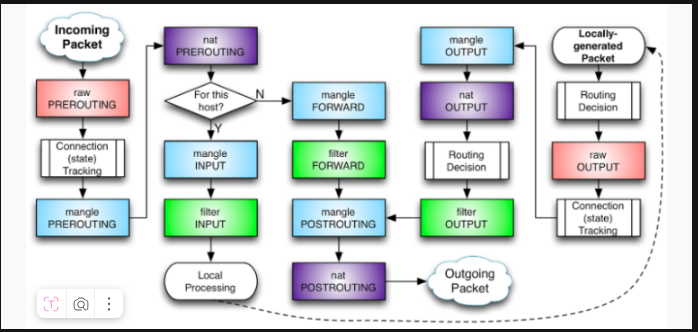 Incoming
Packet
raw
PREROUTING
Connection
(state)
Tracking
mangle
PREROUTING
nat
PREROUTING
For this
host?
N
Y
mangle
INPUT
filter
INPUT
Local
Processing
mangle
FORWARD
filter
FORWARD
mangle
POSTROUTING
nat
POSTROUTING
mangle
OUTPUT
nat
OUTPUT
Routing
Decision
filter
OUTPUT
Outgoing
Packet
Locally-
generated
Packet
Routing
Decision
raw
OUTPUT
Connection
(state)
Tracking